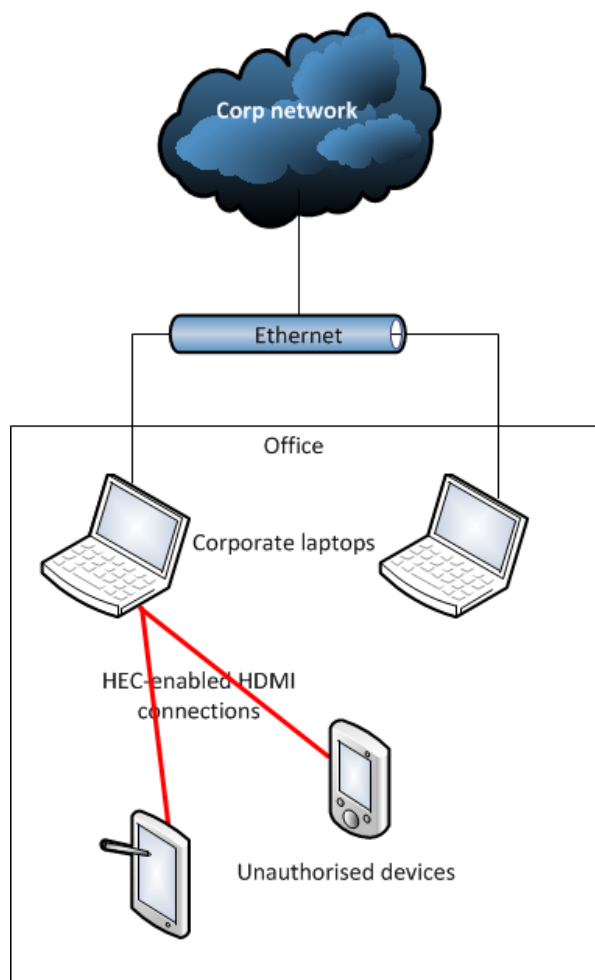 Corp network
Ethernet
Office
Corporate laptops
HEC-enabled HDMI
connections
Unauthorised devices